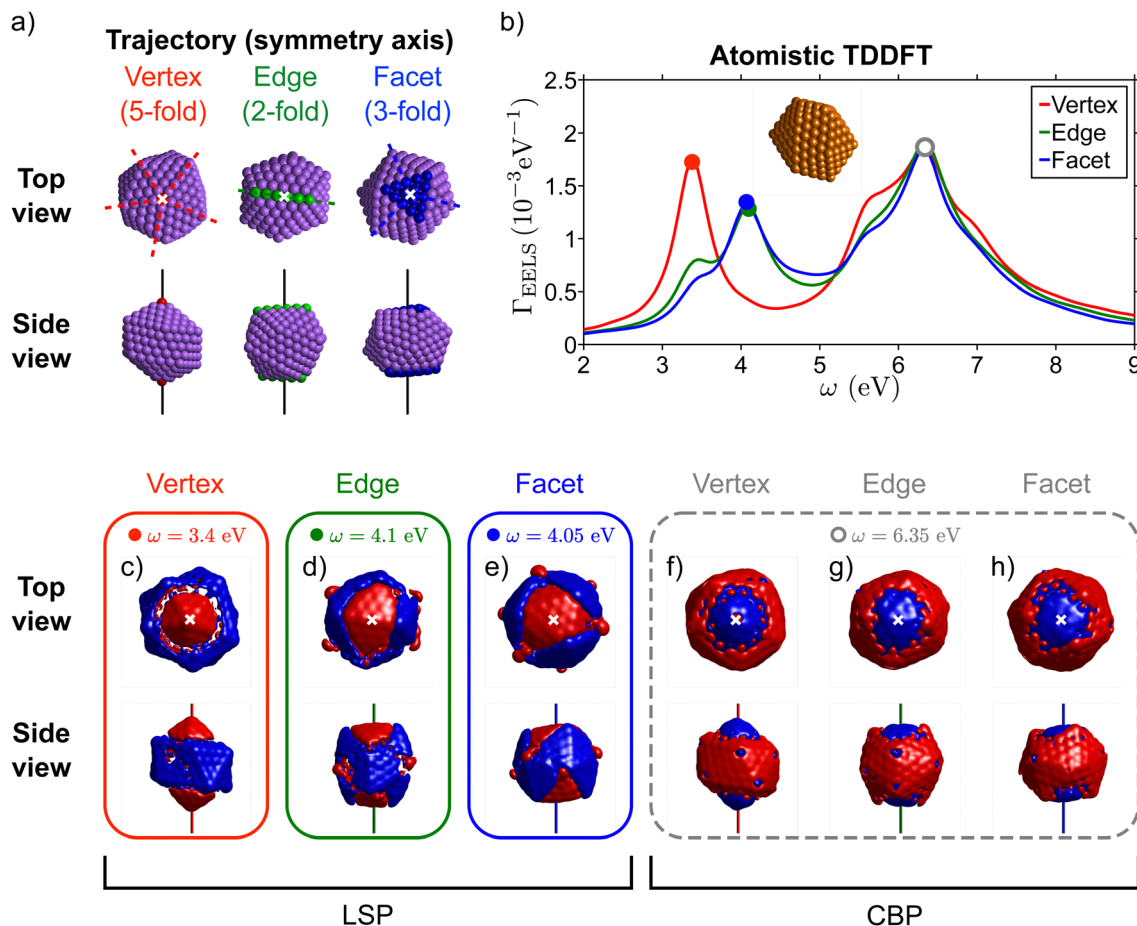 a)
Trajectory (symmetry axis)
Vertex
(5-fold)
Edge
(2-fold)
Facet
(3-fold)
Top
view
Side
view
b)
Atomistic TDDFT
Γ_EELS (10⁻³ eV⁻¹)
2.5
2
1.5
1
0.5
0
2 3 4 5 6 7 8 9
ω (eV)
Vertex
Edge
Facet
Vertex Edge Facet Vertex Edge Facet
ω = 3.4 eV ω = 4.1 eV ω = 4.05 eV ω = 6.35 eV
c) d) e) f) g) h)
Top
view
Side
view
LSP CBP